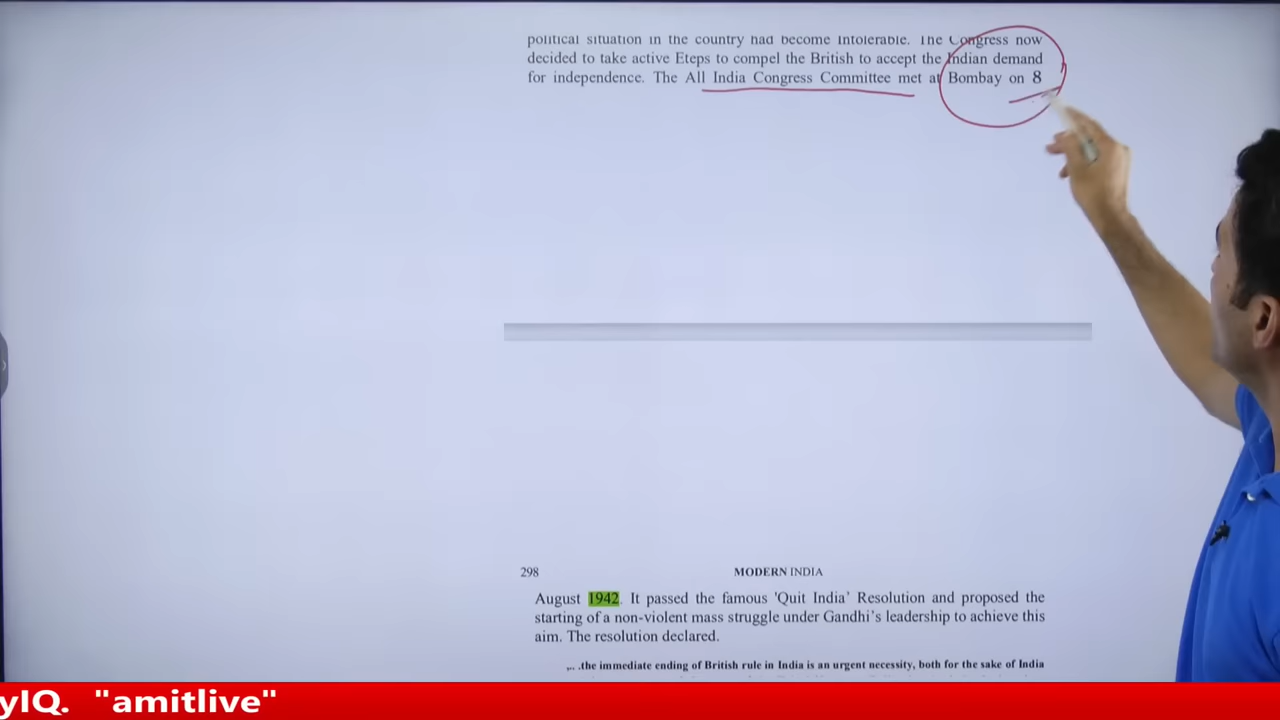 political situation in the country had become intolerable. The Congress now
decided to take active Eteps to compel the British to accept the Indian demand
for independence. The All India Congress Committee met at Bombay on 8
298 MODERN INDIA
August 1942. It passed the famous 'Quit India' Resolution and proposed the
starting of a non-violent mass struggle under Gandhi's leadership to achieve this
aim. The resolution declared.
,.. .the immediate ending of British rule in India is an urgent necessity, both for the sake of India
yIQ. "amitlive"